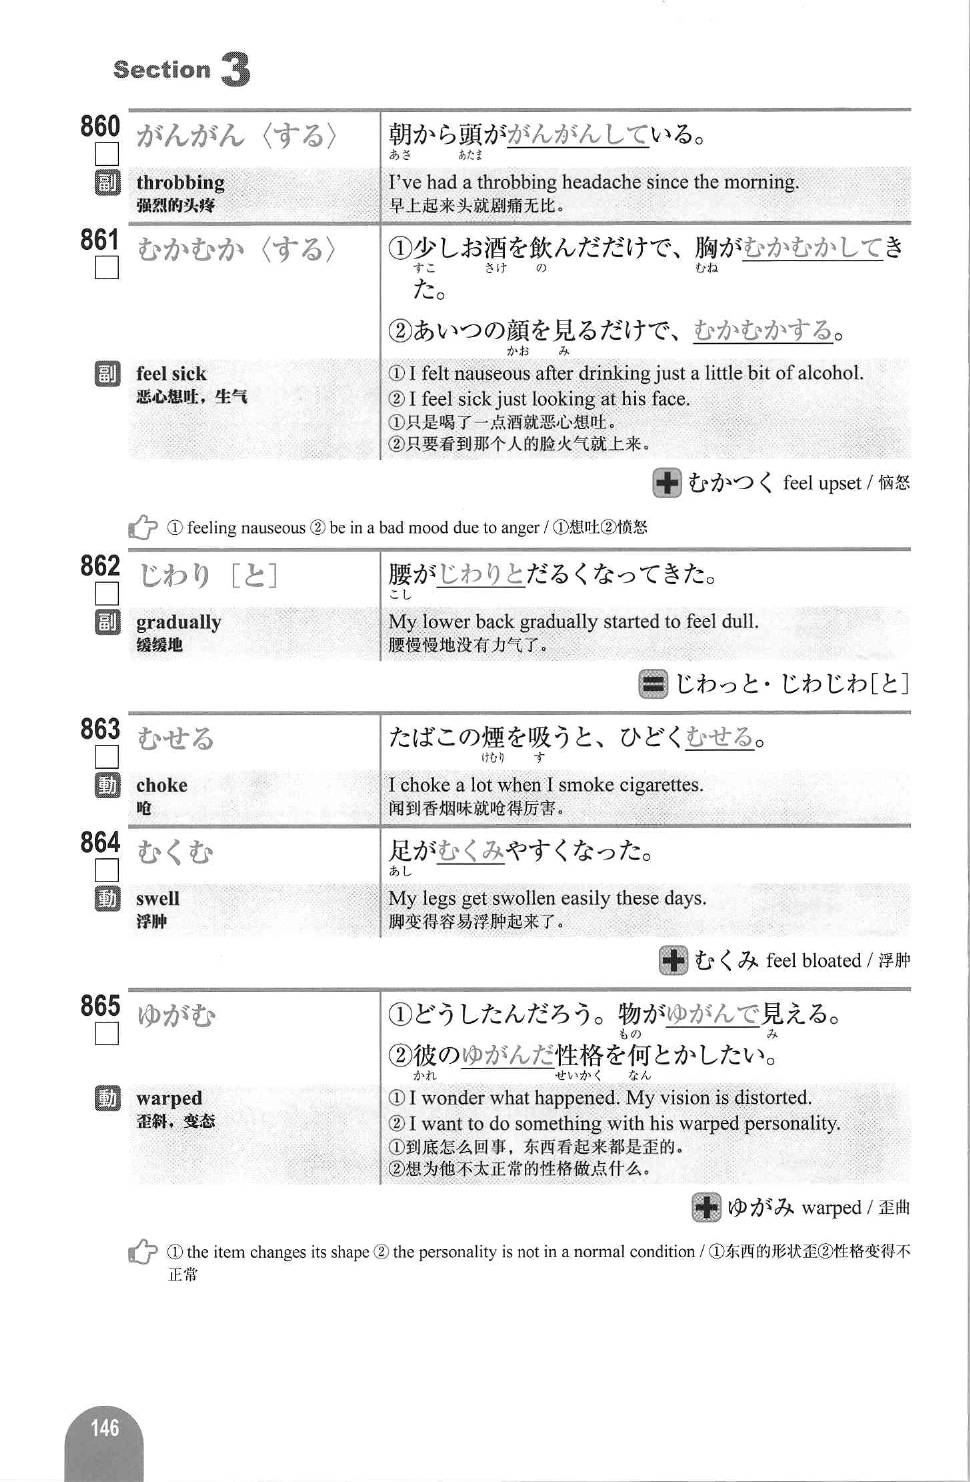 Section 3
860 がんがん〈する〉 朝から頭ががんがんしている。
あさ あたま
副 throbbing I've had a throbbing headache since the morning.
强烈的头疼 早上起来头就剧痛无比。
861 むかむか〈する〉 ①少しお酒を飲んだだけで、胸がむかむかしてき
すこ さけ の むね
た。
②あいつの顔を見るだけで、むかむかする。
かお み
副 feel sick ① I felt nauseous after drinking just a little bit of alcohol.
恶心想吐，生气 ② I feel sick just looking at his face.
①只是喝了一点酒就恶心想吐。
②只要看到那个人的脸火气就上来。
+ むかつく feel upset / 恼怒
① feeling nauseous ② be in a bad mood due to anger / ①想吐②愤怒
862 じわり［と］ 腰がじわりとだるくなってきた。
こし
副 gradually My lower back gradually started to feel dull.
缓缓地 腰慢慢地没有力气了。
= じわっと・じわじわ[と]
863 むせる たばこの煙を吸うと、ひどくむせる。
けむり す
動 choke I choke a lot when I smoke cigarettes.
呛 闻到香烟味就呛得厉害。
864 むくむ 足がむくみやすくなった。
あし
動 swell My legs get swollen easily these days.
浮肿 脚变得容易浮肿起来了。
+ むくみ feel bloated / 浮肿
865 ゆがむ ①どうしたんだろう。物がゆがんで見える。
もの み
②彼のゆがんだ性格を何とかしたい。
かれ せいかく なん
動 warped ① I wonder what happened. My vision is distorted.
歪斜，变态 ② I want to do something with his warped personality.
①到底怎么回事，东西看起来都是歪的。
②想为他不太正常的性格做点什么。
+ ゆがみ warped / 歪曲
① the item changes its shape ② the personality is not in a normal condition / ①东西的形状歪②性格变得不
正常
146